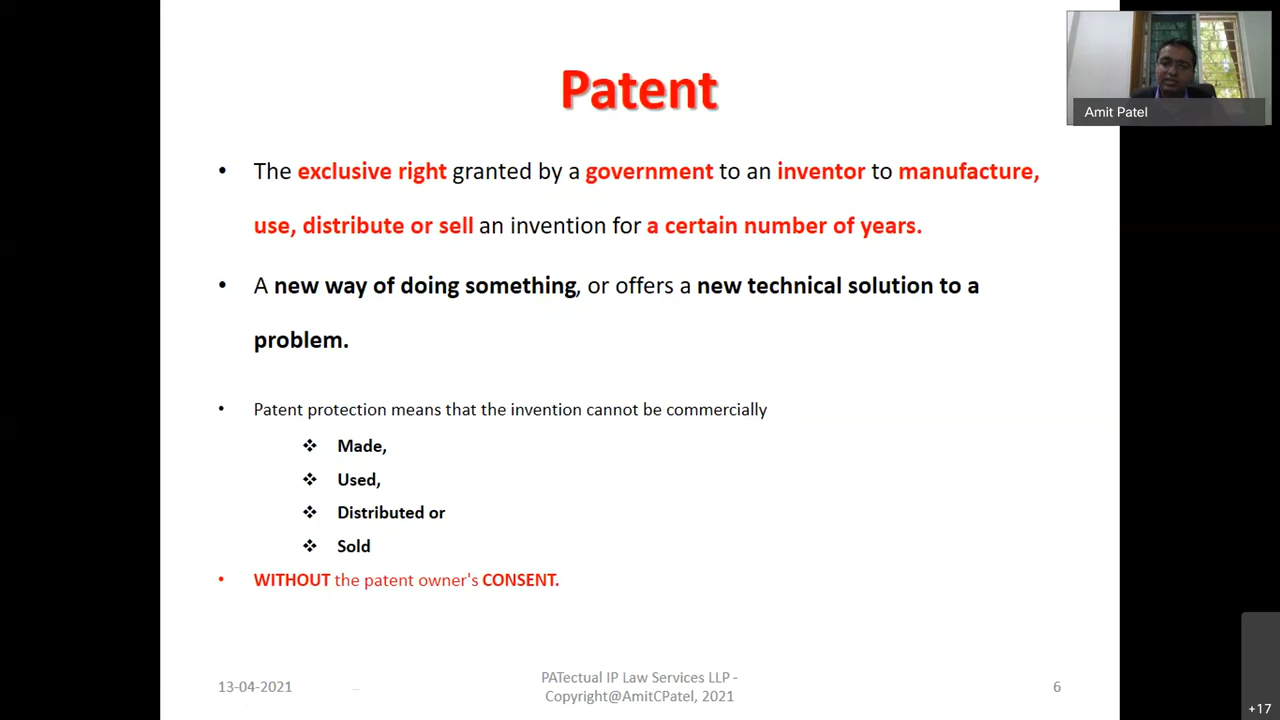 Patent
Amit Patel
• The exclusive right granted by a government to an inventor to manufacture,
use, distribute or sell an invention for a certain number of years.
• A new way of doing something, or offers a new technical solution to a
problem.
• Patent protection means that the invention cannot be commercially
❖ Made,
❖ Used,
❖ Distributed or
❖ Sold
• WITHOUT the patent owner's CONSENT.
13-04-2021
PATectual IP Law Services LLP -
Copyright@AmitCPatel, 2021
6
+17